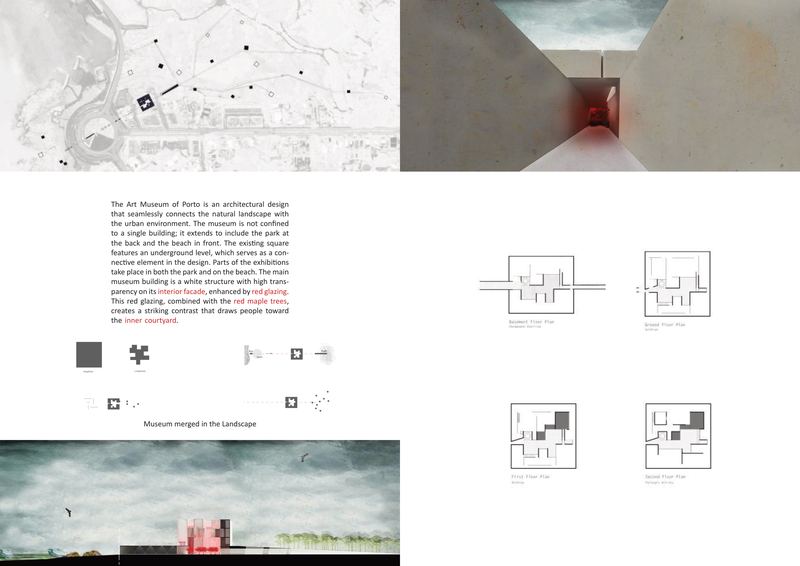 The Art Museum of Porto is an architectural design
that seamlessly connects the natural landscape with
the urban environment. The museum is not confined
to a single building; it extends to include the park at
the back and the beach in front. The existing square
features an underground level, which serves as a con-
nective element in the design. Parts of the exhibitions
take place in both the park and on the beach. The main
museum building is a white structure with high trans-
parency on its interior facade, enhanced by red glazing.
This red glazing, combined with the red maple trees,
creates a striking contrast that draws people toward
the inner courtyard.
Museum merged in the Landscape
Basement Floor Plan
Ground Floor Plan
First Floor Plan
Second Floor Plan